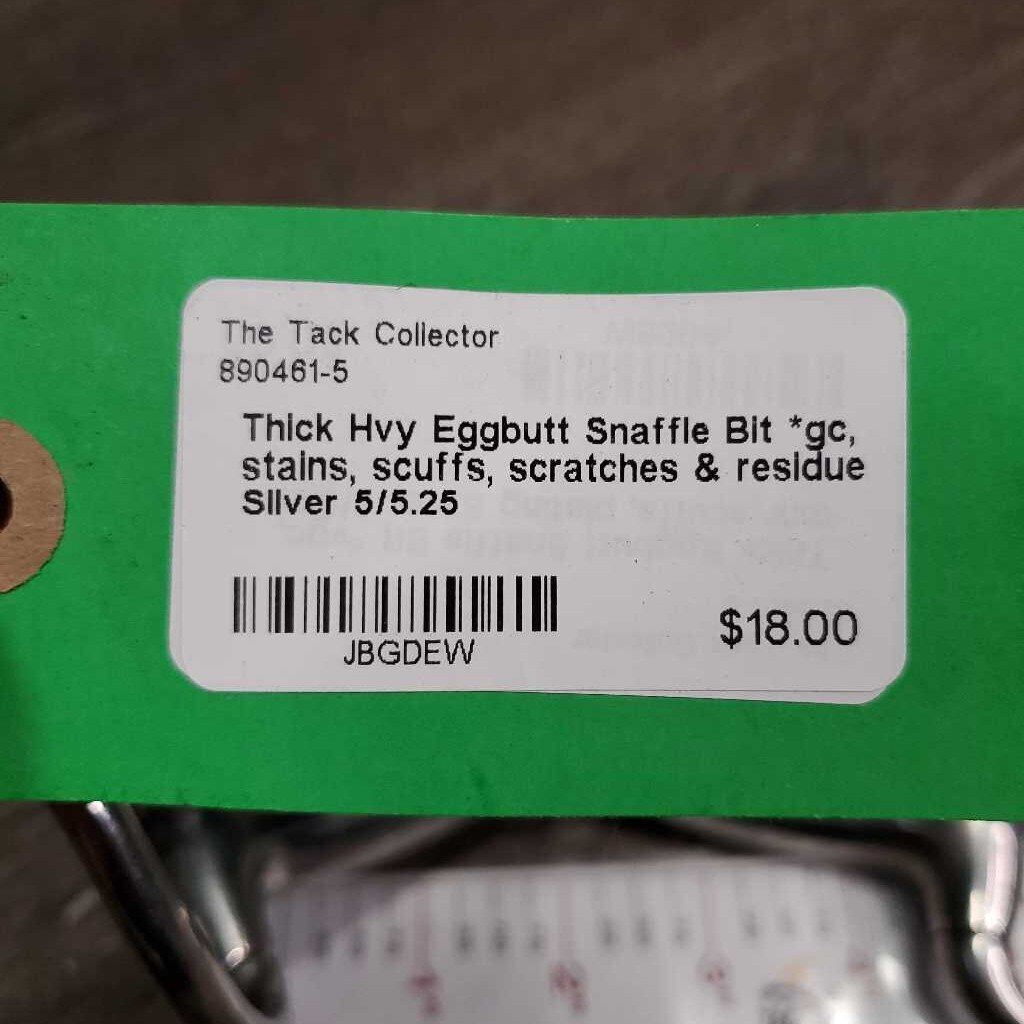 The Tack Collector
890461-5
Thick Hvy Eggbutt Snaffle Bit *gc,
stains, scuffs, scratches & residue
Silver 5/5.25
JBGDEW
$18.00